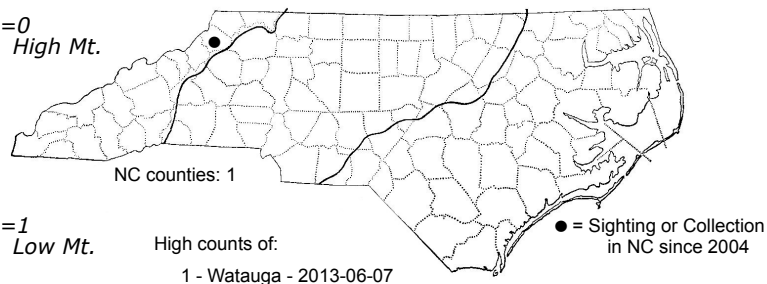 =0
High Mt.
NC counties: 1
=1
Low Mt.
High counts of:
1 - Watauga - 2013-06-07
● = Sighting or Collection
in NC since 2004